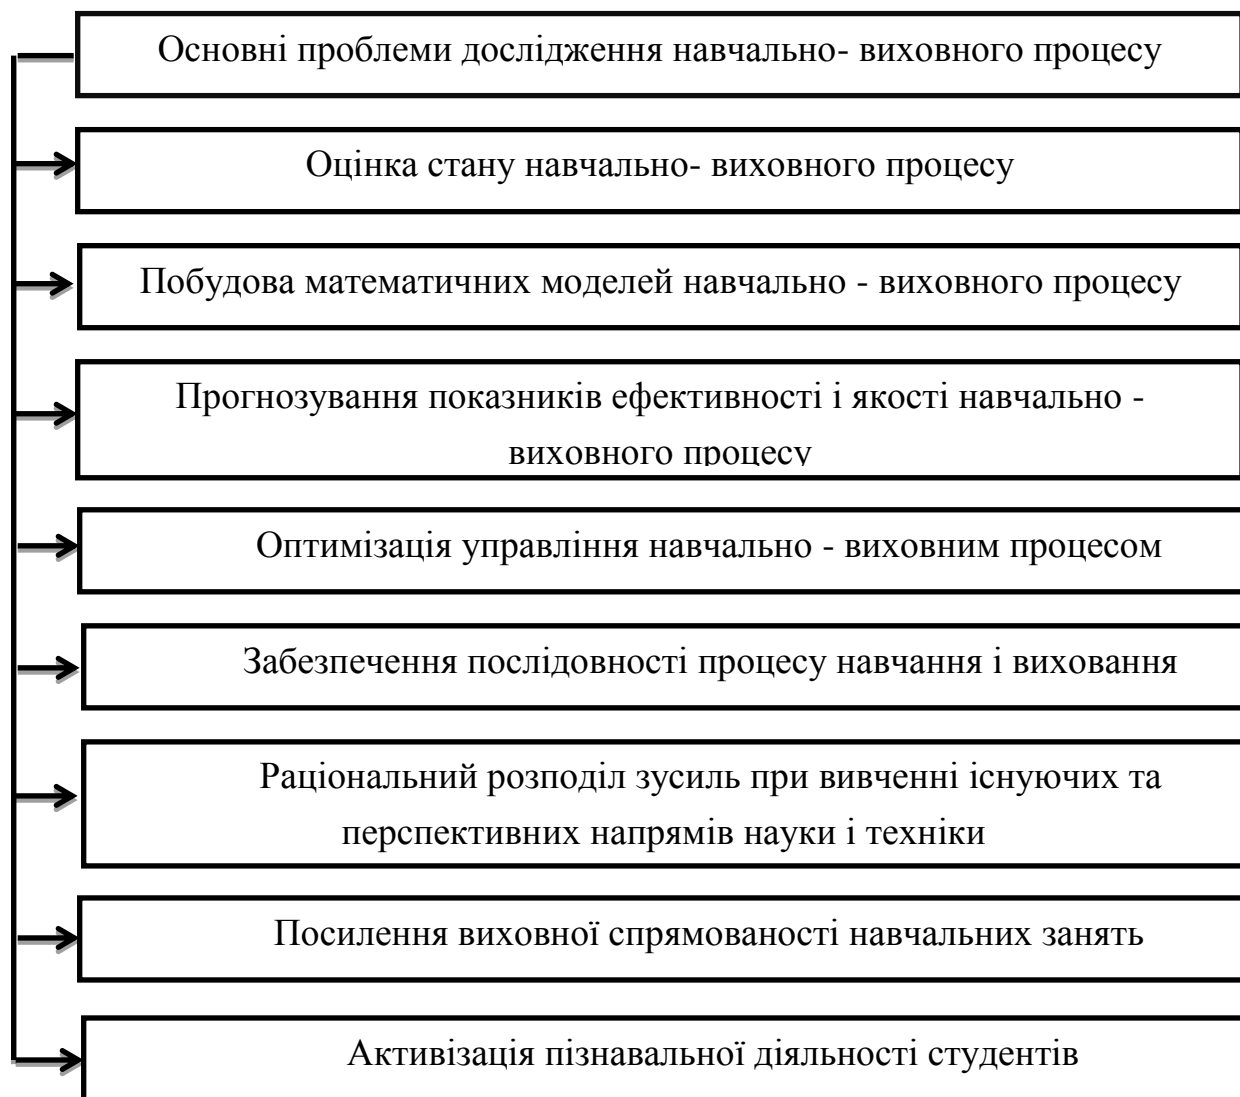 Основні проблеми дослідження навчально- виховного процесу
Оцінка стану навчально- виховного процесу
Побудова математичних моделей навчально - виховного процесу
Прогнозування показників ефективності і якості навчально -
виховного процесу
Оптимізація управління навчально - виховним процесом
Забезпечення послідовності процесу навчання і виховання
Раціональний розподіл зусиль при вивченні існуючих та
перспективних напрямів науки і техніки
Посилення виховної спрямованості навчальних занять
Активізація пізнавальної діяльності студентів